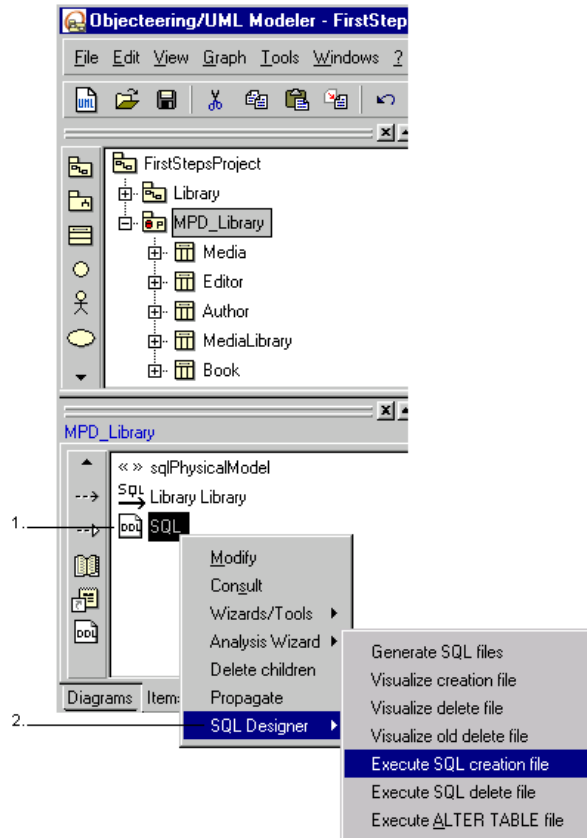 Objecteering/UML Modeler - FirstStep
File Edit View Graph Tools Windows ?
UML
FirstStepsProject
Library
MPD_Library
Media
Editor
Author
MediaLibrary
Book
MPD_Library
« » sqlPhysicalModel
SQL Library Library
1. DDL SQL
DDL
Modify
Consult
Wizards/Tools
Analysis Wizard
Delete children
Propagate
2. SQL Designer
Diagrams Items
Generate SQL files
Visualize creation file
Visualize delete file
Visualize old delete file
Execute SQL creation file
Execute SQL delete file
Execute ALTER TABLE file